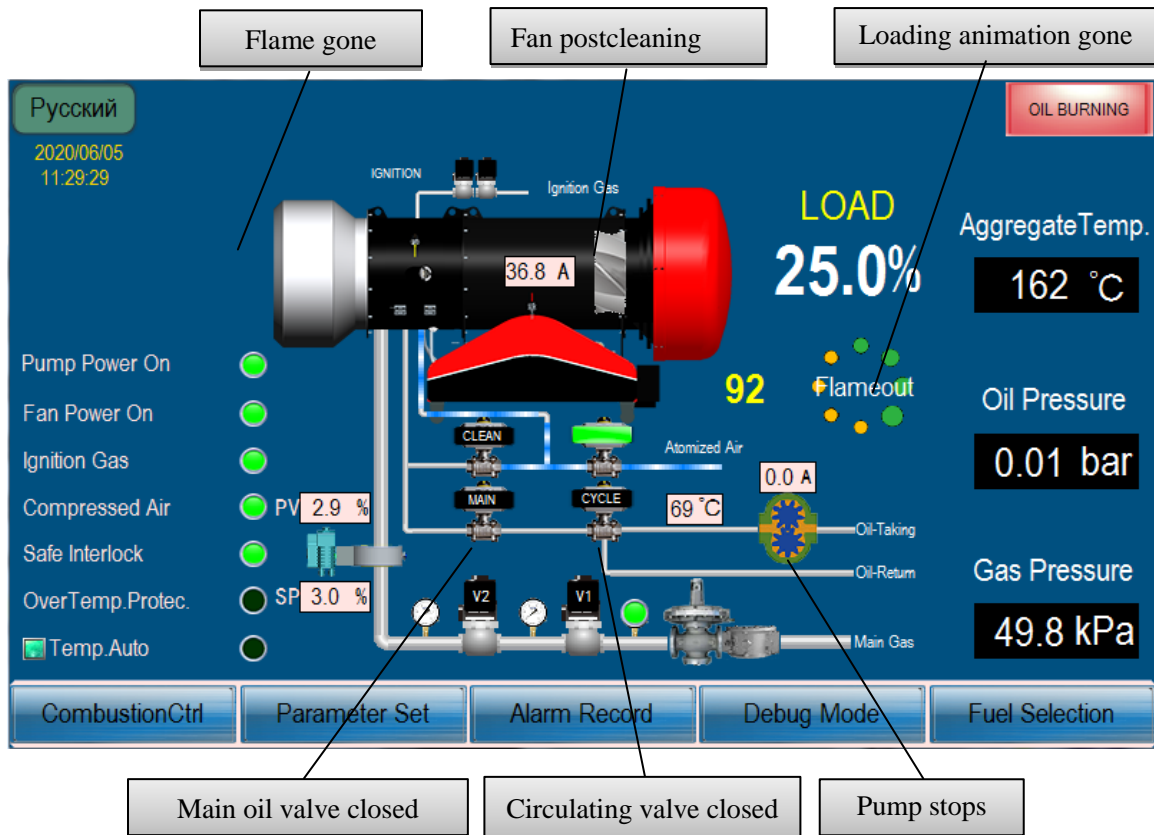 Flame gone
Fan postcleaning
Loading animation gone
Русский
OIL BURNING
2020/06/05
11:29:29
IGNITION
Ignition Gas
LOAD
25.0%
AggregateTemp.
162 °C
36.8 A
Pump Power On
Fan Power On
Ignition Gas
Compressed Air
Safe Interlock
OverTemp.Protec.
Temp.Auto
PV 2.9 %
SP 3.0 %
92
Flameout
Oil Pressure
0.01 bar
CLEAN
Atomized Air
MAIN
CYCLE
69 °C
0.0 A
Oil-Taking
Oil-Return
Gas Pressure
49.8 kPa
V2
V1
Main Gas
CombustionCtrl
Parameter Set
Alarm Record
Debug Mode
Fuel Selection
Main oil valve closed
Circulating valve closed
Pump stops